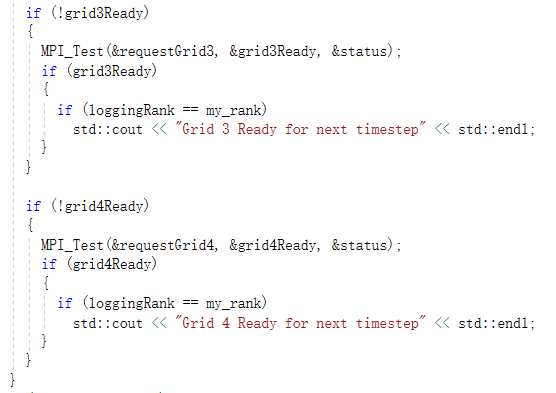 if (!grid3Ready)
{
MPI_Test(&requestGrid3, &grid3Ready, &status);
if (grid3Ready)
{
if (loggingRank == my_rank)
std::cout << "Grid 3 Ready for next timestep" << std::endl;
}
}
if (!grid4Ready)
{
MPI_Test(&requestGrid4, &grid4Ready, &status);
if (grid4Ready)
{
if (loggingRank == my_rank)
std::cout << "Grid 4 Ready for next timestep" << std::endl;
}
}
}